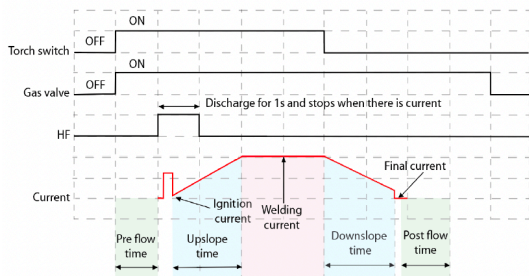 ON
OFF
Torch switch
ON
OFF
Gas valve
Discharge for 1s and stops when there is current
HF
Final current
Current
Ignition
current
Welding
current
Pre flow
time
Upslope
time
Downslope
time
Post flow
time